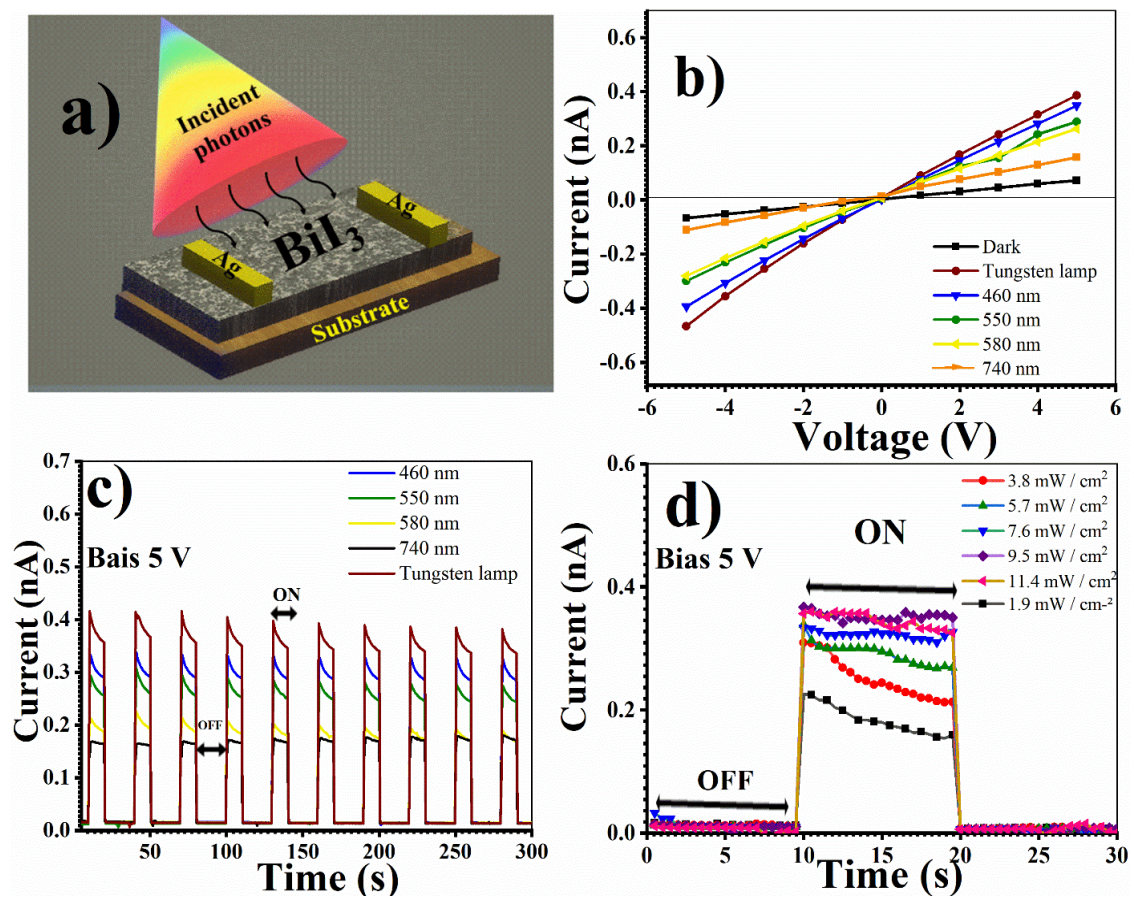 a)
Incident
photons
Ag
Ag
BiI3
Substrate
b)
Current (nA)
0.6
0.4
0.2
0.0
-0.2
-0.4
-0.6
Dark
Tungsten lamp
460 nm
550 nm
580 nm
740 nm
-6
-4
-2
0
2
4
6
Voltage (V)
c)
Bais 5 V
Current (nA)
0.7
0.6
0.5
0.4
0.3
0.2
0.1
0.0
460 nm
550 nm
580 nm
740 nm
Tungsten lamp
ON
OFF
50
100
150
200
250
300
Time (s)
d)
Bias 5 V
Current (nA)
0.6
0.4
0.2
0.0
ON
OFF
3.8 mW / cm²
5.7 mW / cm²
7.6 mW / cm²
9.5 mW / cm²
11.4 mW / cm²
1.9 mW / cm-²
0
5
10
15
20
25
30
Time (s)